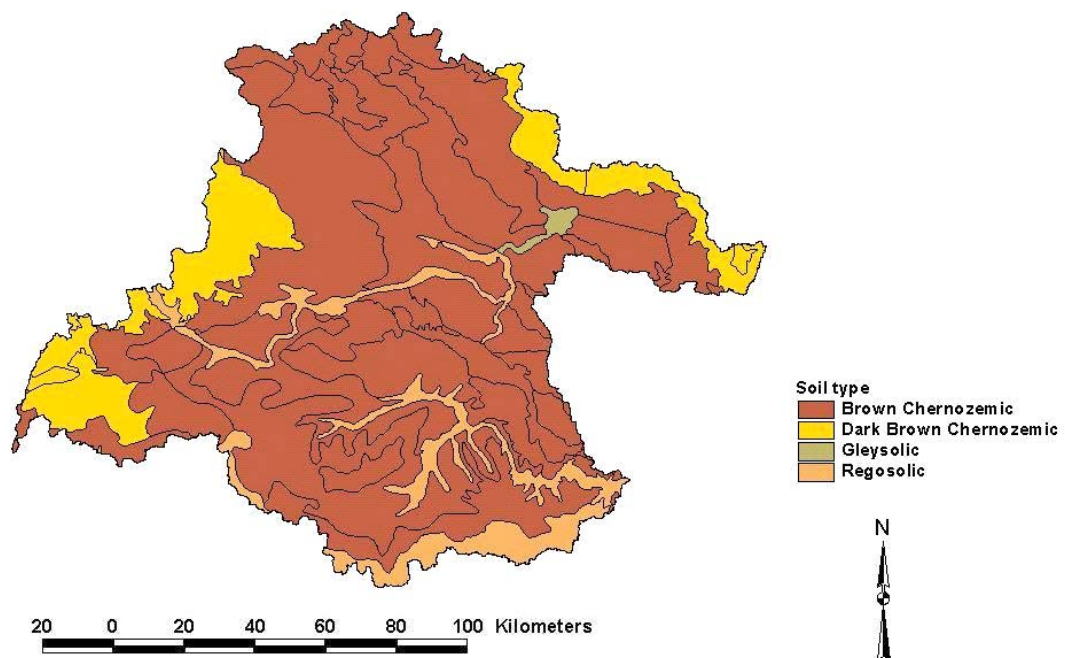 Soil type
Brown Chernozemic
Dark Brown Chernozemic
Gleysolic
Regosolic
N
20 0 20 40 60 80 100 Kilometers